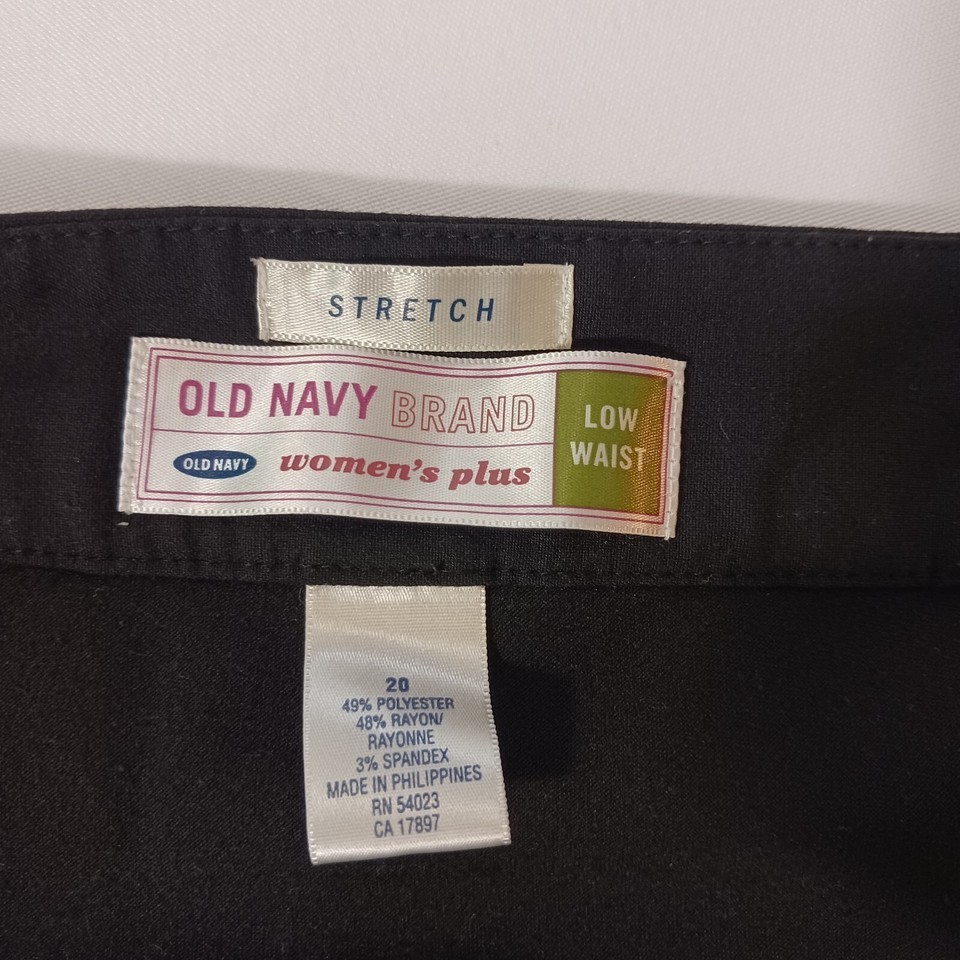 STRETCH
OLD NAVY BRAND
OLD NAVY women's plus
LOW
WAIST
20
49% POLYESTER
48% RAYON/
RAYONNE
3% SPANDEX
MADE IN PHILIPPINES
RN 54023
CA 17897